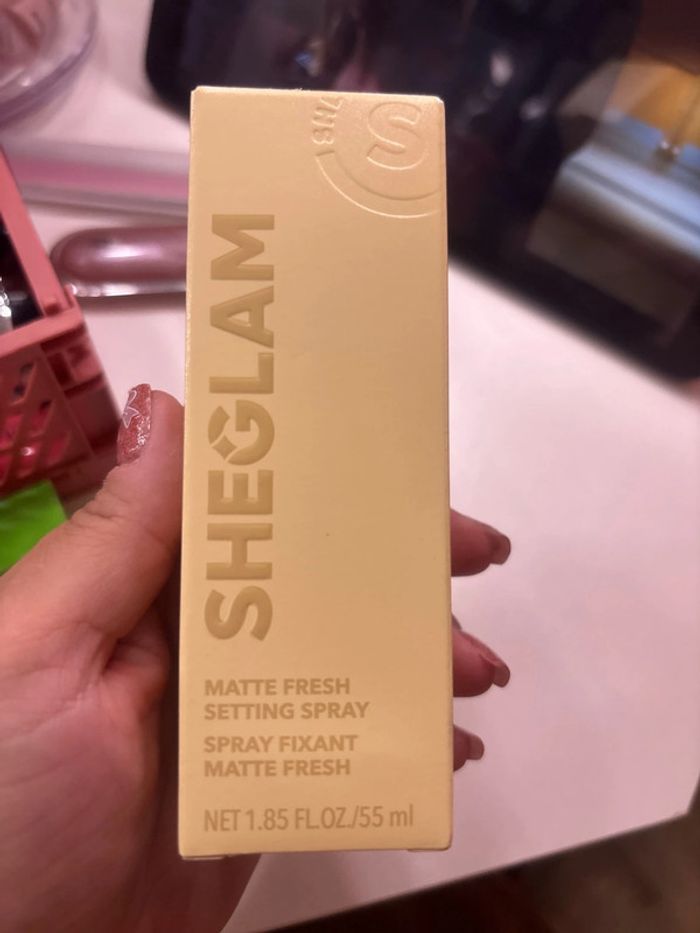 S
SHEGLAM
MATTE FRESH
SETTING SPRAY
SPRAY FIXANT
MATTE FRESH
NET 1.85 FL.OZ./55 ml